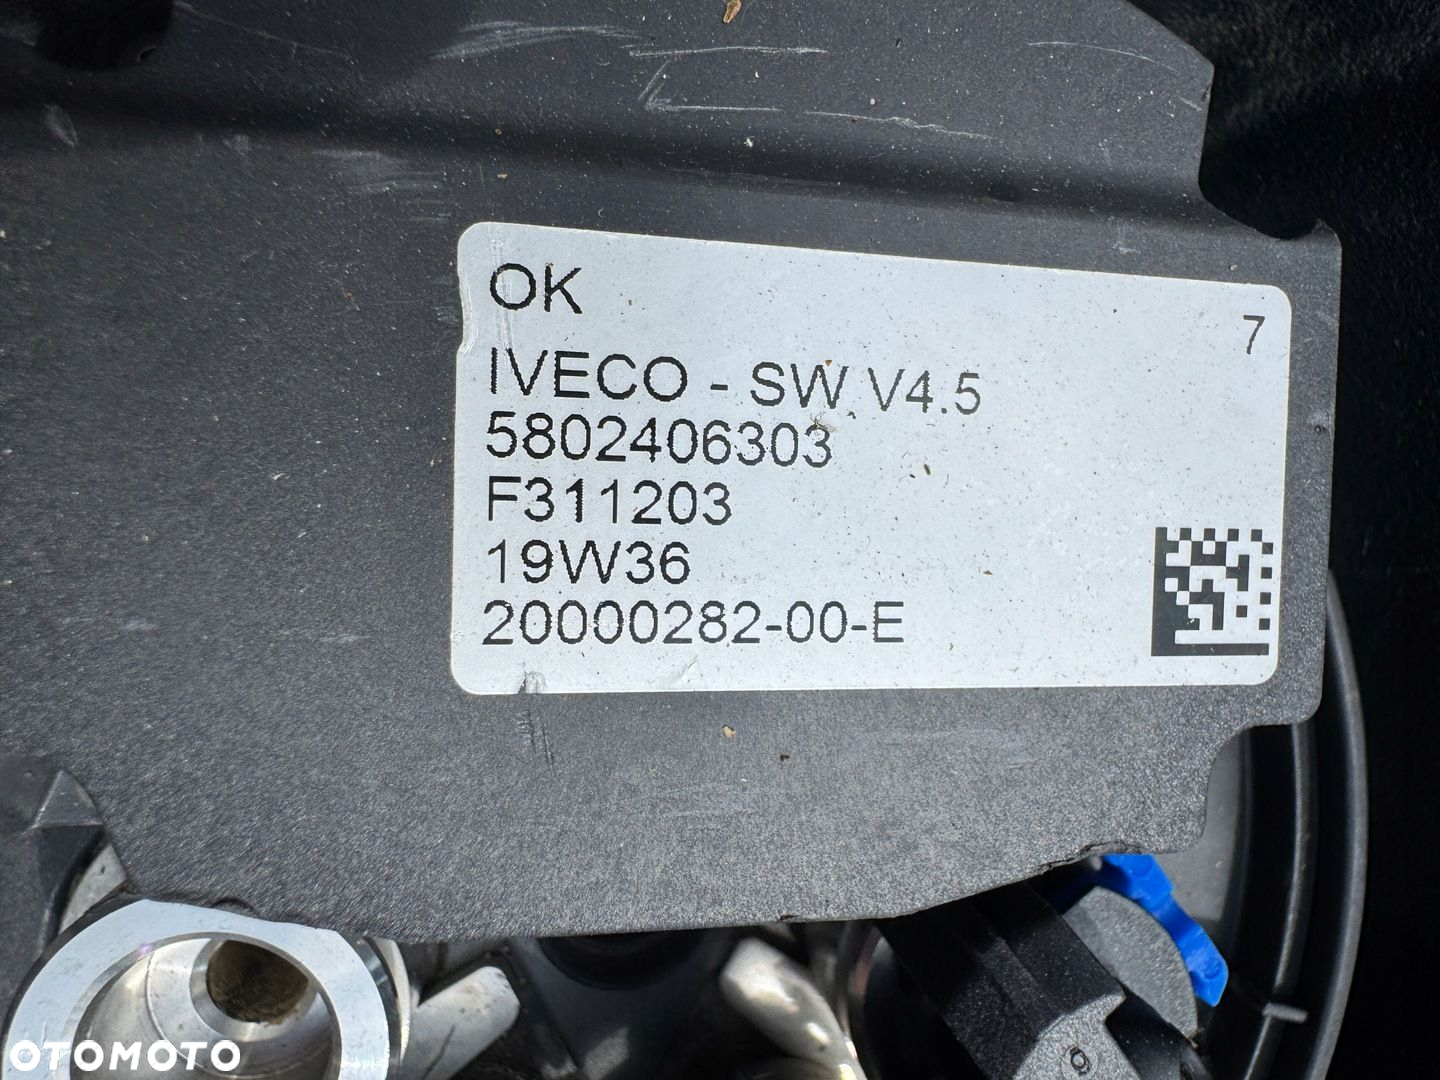 OK
7
IVECO - SW V4.5
5802406303
F311203
19W36
20000282-00-E
OTOMOTO